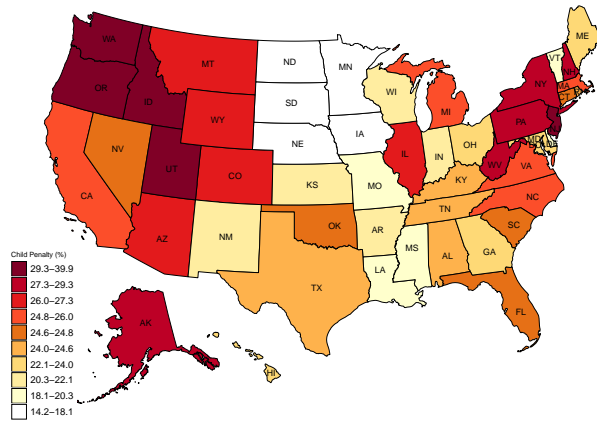 ME
WA
VT
MT
ND
MN
NH
OR
WI
NY
MA
ID
SD
CT
MI
WY
PA
IA
NE
OH
IL
IN
MD
DE
NV
UT
WV
CO
VA
KS
MO
KY
CA
NC
TN
OK
SC
AZ
NM
AR
MS
AL
GA
LA
TX
FL
AK
HI
Child Penalty (%)
29.3–39.9
27.3–29.3
26.0–27.3
24.8–26.0
24.6–24.8
24.0–24.6
22.1–24.0
20.3–22.1
18.1–20.3
14.2–18.1